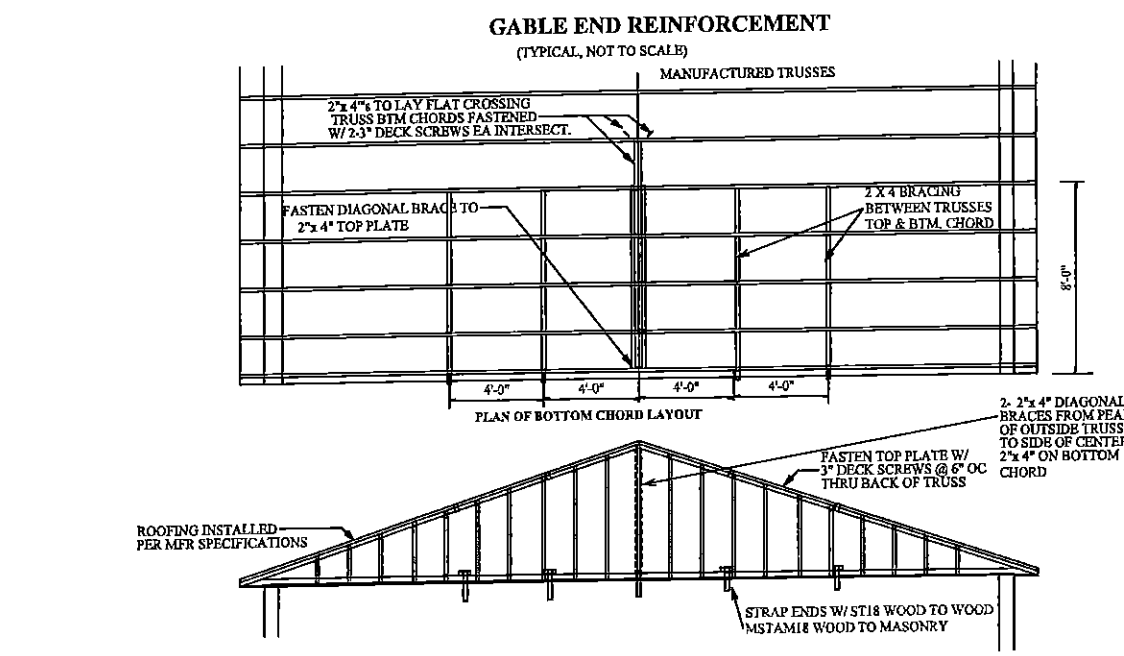 GABLE END REINFORCEMENT
(TYPICAL, NOT TO SCALE)
MANUFACTURED TRUSSES
2"x 4"s TO LAY FLAT CROSSING
TRUSS BTM CHORDS FASTENED
W/ 2-3" DECK SCREWS EA INTERSECT.
FASTEN DIAGONAL BRACE TO
2"x 4" TOP PLATE
2 X 4 BRACING
BETWEEN TRUSSES
TOP & BTM. CHORD
8'-0"
4'-0" 4'-0" 4'-0" 4'-0"
PLAN OF BOTTOM CHORD LAYOUT
2- 2"x 4" DIAGONAL
BRACES FROM PEA
OF OUTSIDE TRUSS
TO SIDE OF CENTE
2"x 4" ON BOTTOM
CHORD
FASTEN TOP PLATE W/
3" DECK SCREWS @ 6" OC
THRU BACK OF TRUSS
ROOFING INSTALLED
PER MFR SPECIFICATIONS
STRAP ENDS W/ ST18 WOOD TO WOOD
MSTAM18 WOOD TO MASONRY